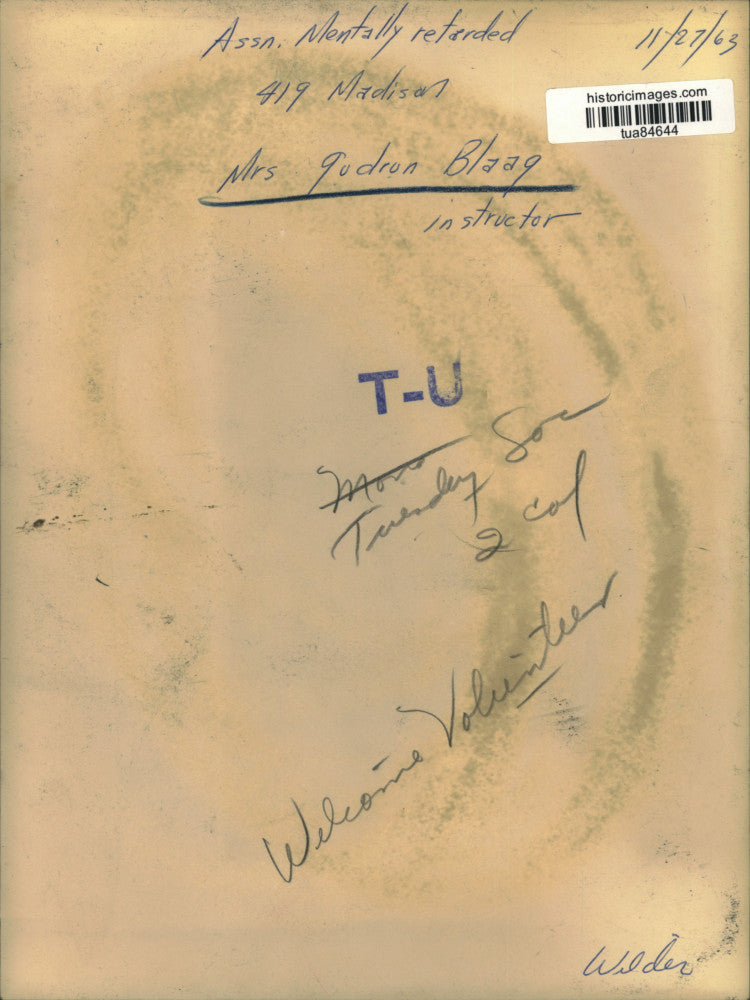 Assn. Mentally retarded 11/27/63
419 Madison
historicimages.com
tua84644
Mrs Gudrun Blaag
instructor
T-U
Mon Soc
Tuesday
2 col
Welcome Volunteer
Wilder